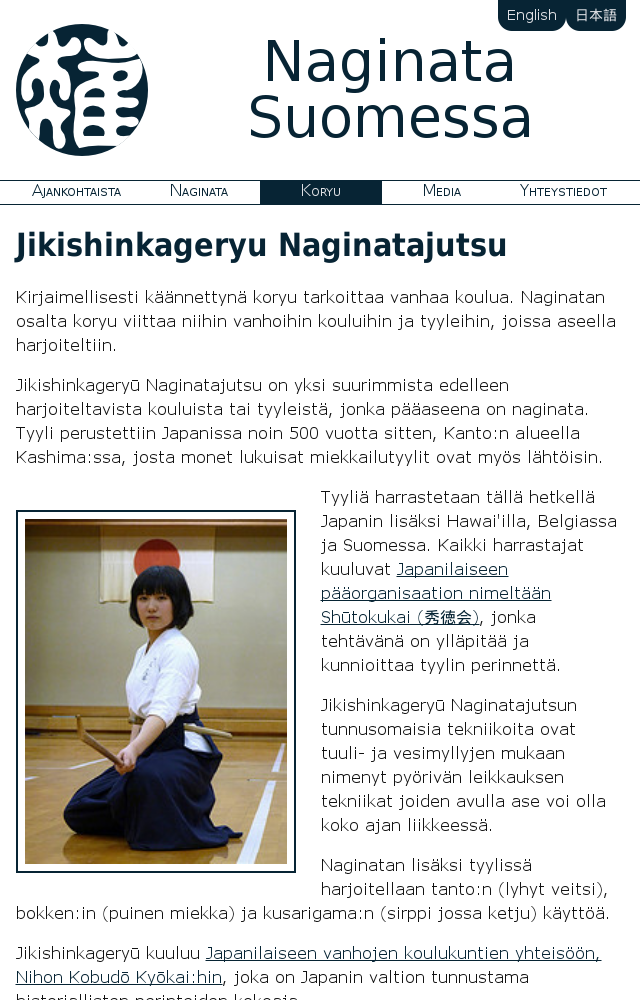 English 日本語
Naginata
Suomessa
Ajankohtaista Naginata Koryu Media Yhteystiedot
Jikishinkageryu Naginatajutsu
Kirjaimellisesti käännettynä koryu tarkoittaa vanhaa koulua. Naginatan
osalta koryu viittaa niihin vanhoihin kouluihin ja tyyleihin, joissa aseella
harjoiteltiin.
Jikishinkageryū Naginatajutsu on yksi suurimmista edelleen
harjoiteltavista kouluista tai tyyleistä, jonka pääaseena on naginata.
Tyyli perustettiin Japanissa noin 500 vuotta sitten, Kanto:n alueella
Kashima:ssa, josta monet lukuisat miekkailutyylit ovat myös lähtöisin.
Tyyliä harrastetaan tällä hetkellä
Japanin lisäksi Hawai'illa, Belgiassa
ja Suomessa. Kaikki harrastajat
kuuluvat Japanilaiseen
pääorganisaation nimeltään
Shūtokukai (秀徳会), jonka
tehtävänä on ylläpitää ja
kunnioittaa tyylin perinnettä.
Jikishinkageryū Naginatajutsun
tunnusomaisia tekniikoita ovat
tuuli- ja vesimyllyjen mukaan
nimenyt pyörivän leikkauksen
tekniikat joiden avulla ase voi olla
koko ajan liikkeessä.
Naginatan lisäksi tyylissä
harjoitellaan tanto:n (lyhyt veitsi),
bokken:in (puinen miekka) ja kusarigama:n (sirppi jossa ketju) käyttöä.
Jikishinkageryū kuuluu Japanilaiseen vanhojen koulukuntien yhteisöön,
Nihon Kobudō Kyōkai:hin, joka on Japanin valtion tunnustama
historiallisten perinteiden kokoaja.